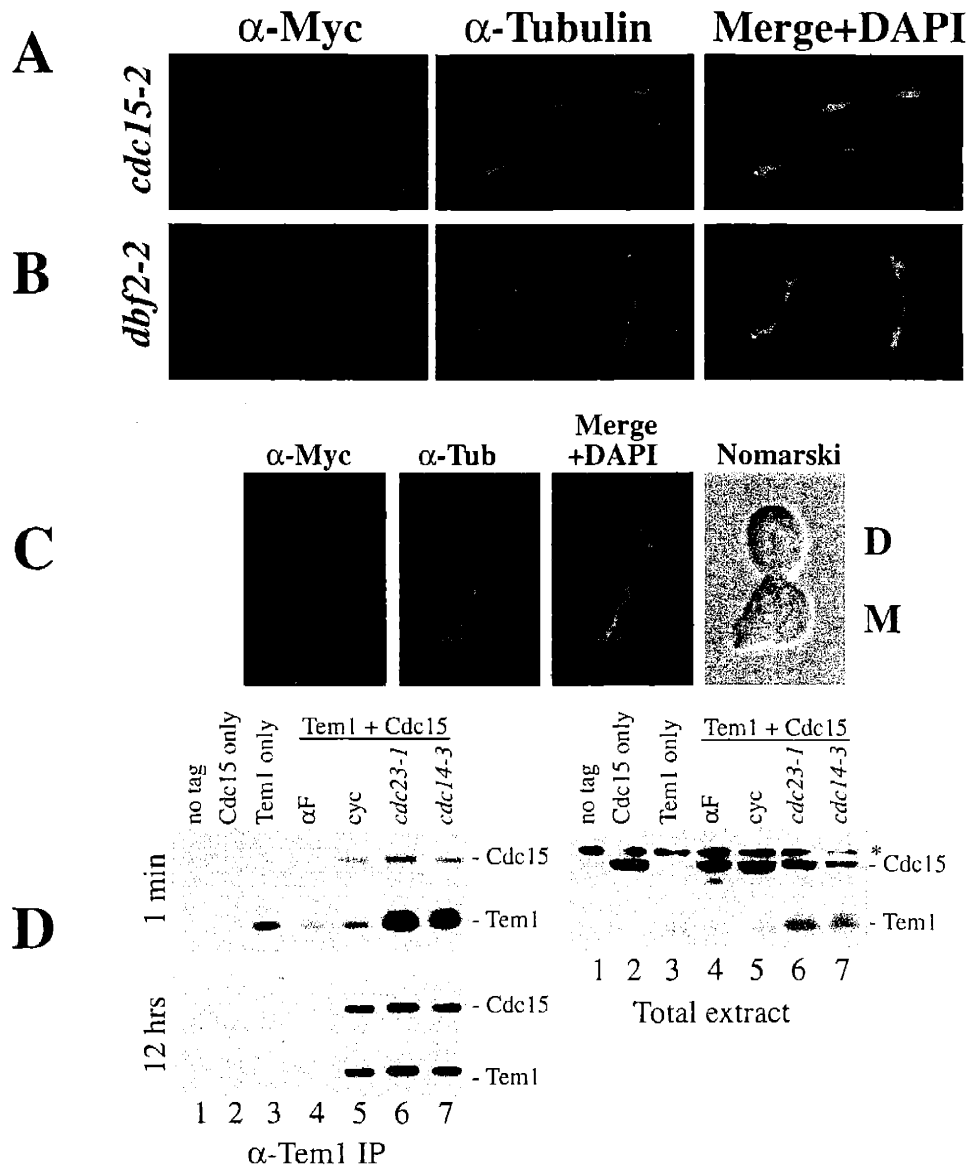 A
α-Myc
α-Tubulin
Merge+DAPI
cdc15-2
B
dbf2-2
C
α-Myc
α-Tub
Merge
+DAPI
Nomarski
D
M
D
no tag
Cdc15 only
Tem1 only
Tem1 + Cdc15
αF
cyc
cdc23-1
cdc14-3
1 min
- Cdc15
- Tem1
12 hrs
- Cdc15
- Tem1
1 2 3 4 5 6 7
α-Tem1 IP
no tag
Cdc15 only
Tem1 only
Tem1 + Cdc15
αF
cyc
cdc23-1
cdc14-3
*
- Cdc15
- Tem1
1 2 3 4 5 6 7
Total extract